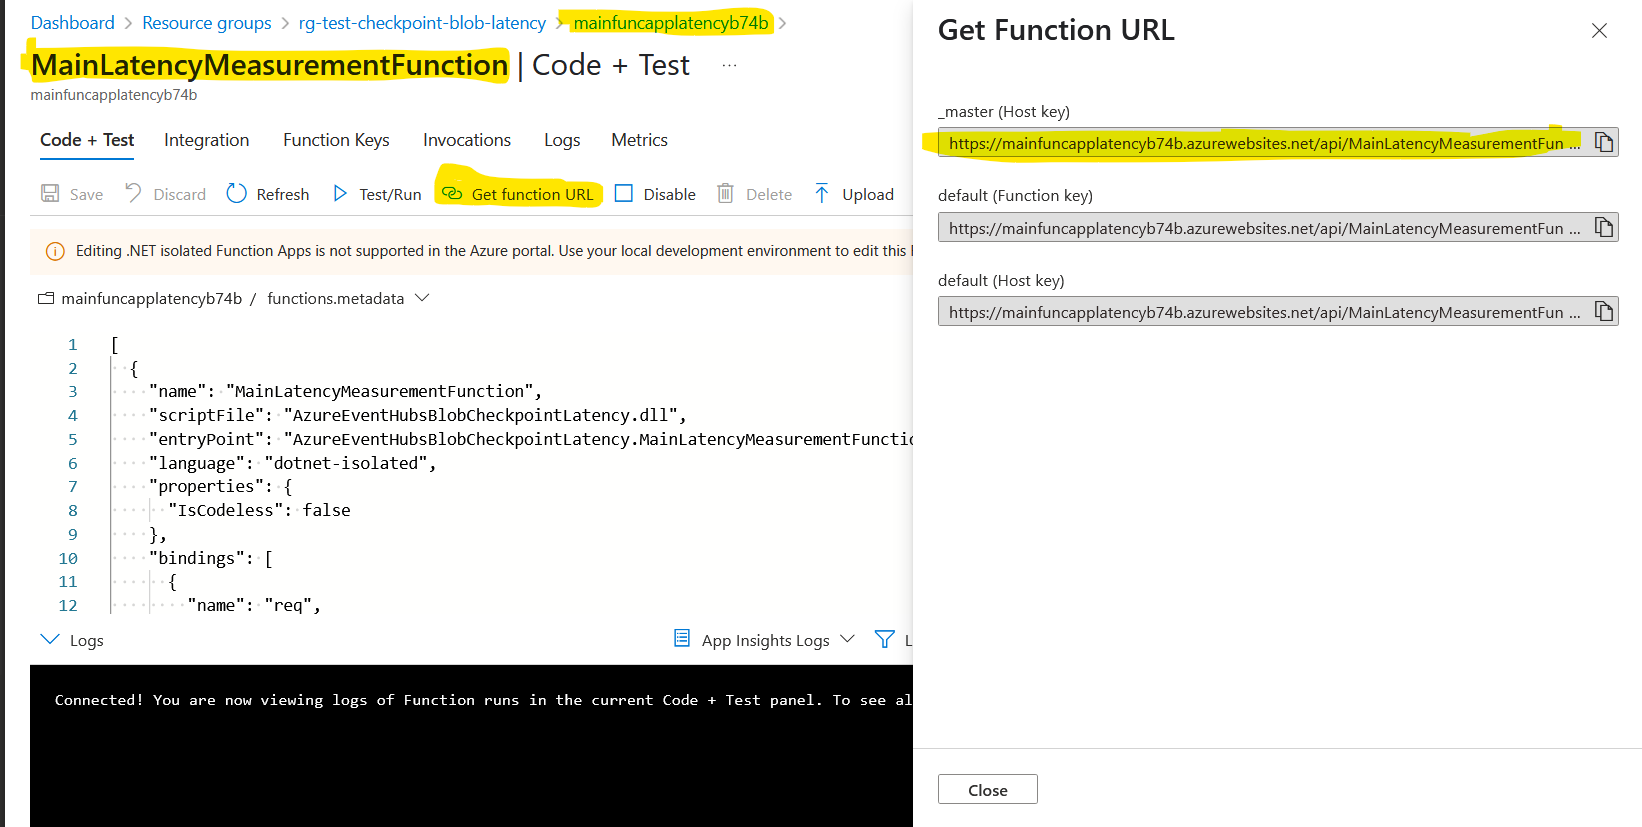 Dashboard > Resource groups > rg-test-checkpoint-blob-latency > mainfuncapplatencyb74b >
MainLatencyMeasurementFunction | Code + Test ...
mainfuncapplatencyb74b
Code + Test Integration Function Keys Invocations Logs Metrics
Save Discard Refresh Test/Run Get function URL Disable Delete Upload
Editing .NET isolated Function Apps is not supported in the Azure portal. Use your local development environment to edit this
mainfuncapplatencyb74b / functions.metadata
1 [
2 {
3 "name": "MainLatencyMeasurementFunction",
4 "scriptFile": "AzureEventHubsBlobCheckpointLatency.dll",
5 "entryPoint": "AzureEventHubsBlobCheckpointLatency.MainLatencyMeasurementFunctio
6 "language": "dotnet-isolated",
7 "properties": {
8 "IsCodeless": false
9 },
10 "bindings": [
11 {
12 "name": "req",
Logs App Insights Logs L
Connected! You are now viewing logs of Function runs in the current Code + Test panel. To see al
Get Function URL
_master (Host key)
https://mainfuncapplatencyb74b.azurewebsites.net/api/MainLatencyMeasurementFun ...
default (Function key)
https://mainfuncapplatencyb74b.azurewebsites.net/api/MainLatencyMeasurementFun ...
default (Host key)
https://mainfuncapplatencyb74b.azurewebsites.net/api/MainLatencyMeasurementFun ...
Close